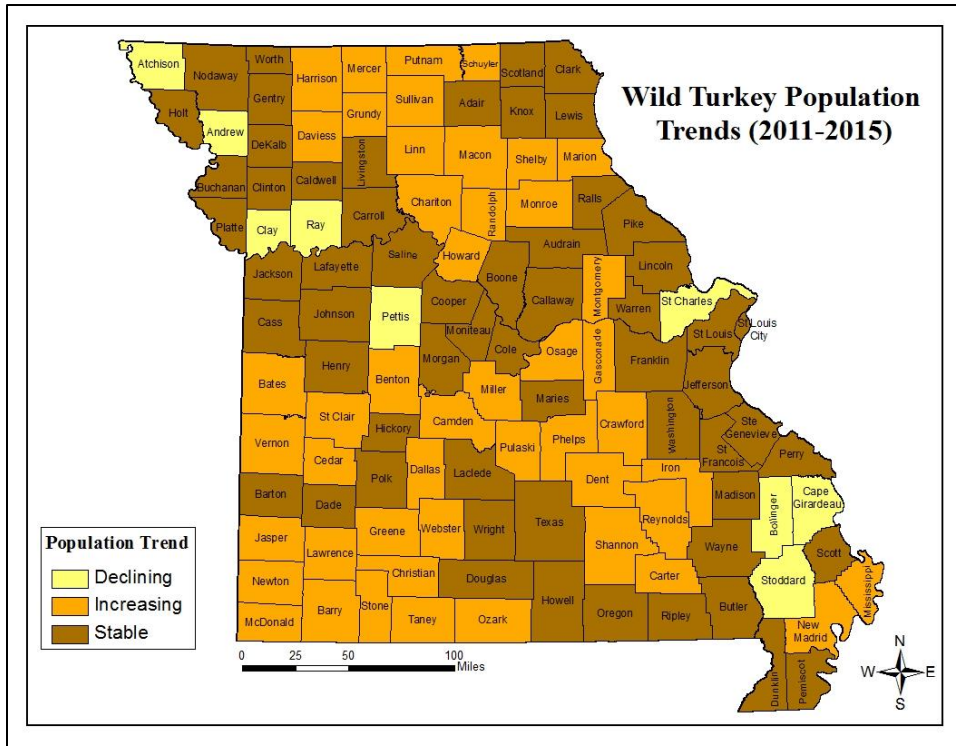 Wild Turkey Population
Trends (2011-2015)
Atchison
Nodaway
Worth
Harrison
Mercer
Putnam
Schuyler
Scotland
Clark
Holt
Gentry
Sullivan
Adair
Knox
Lewis
Andrew
DeKalb
Daviess
Grundy
Linn
Macon
Shelby
Marion
Buchanan
Clinton
Caldwell
Livingston
Chariton
Randolph
Monroe
Ralls
Pike
Platte
Clay
Ray
Carroll
Audrain
Jackson
Lafayette
Saline
Howard
Boone
Callaway
Montgomery
Lincoln
Warren
St Charles
St Louis
St Louis
City
Cass
Johnson
Pettis
Cooper
Moniteau
Cole
Osage
Gasconade
Franklin
Jefferson
Bates
Henry
Benton
Morgan
Miller
Maries
Crawford
Washington
Ste
Genevieve
St
Francois
Perry
Vernon
St Clair
Hickory
Camden
Pulaski
Phelps
Dent
Iron
Madison
Bollinger
Cape
Girardeau
Cedar
Polk
Dallas
Laclede
Texas
Reynolds
Barton
Dade
Greene
Webster
Wright
Shannon
Wayne
Scott
Mississippi
Jasper
Lawrence
Christian
Douglas
Howell
Carter
Stoddard
Newton
McDonald
Barry
Stone
Taney
Ozark
Oregon
Ripley
Butler
New
Madrid
Dunklin
Pemiscot
Population Trend
Declining
Increasing
Stable
0 25 50 100
Miles
N
W E
S